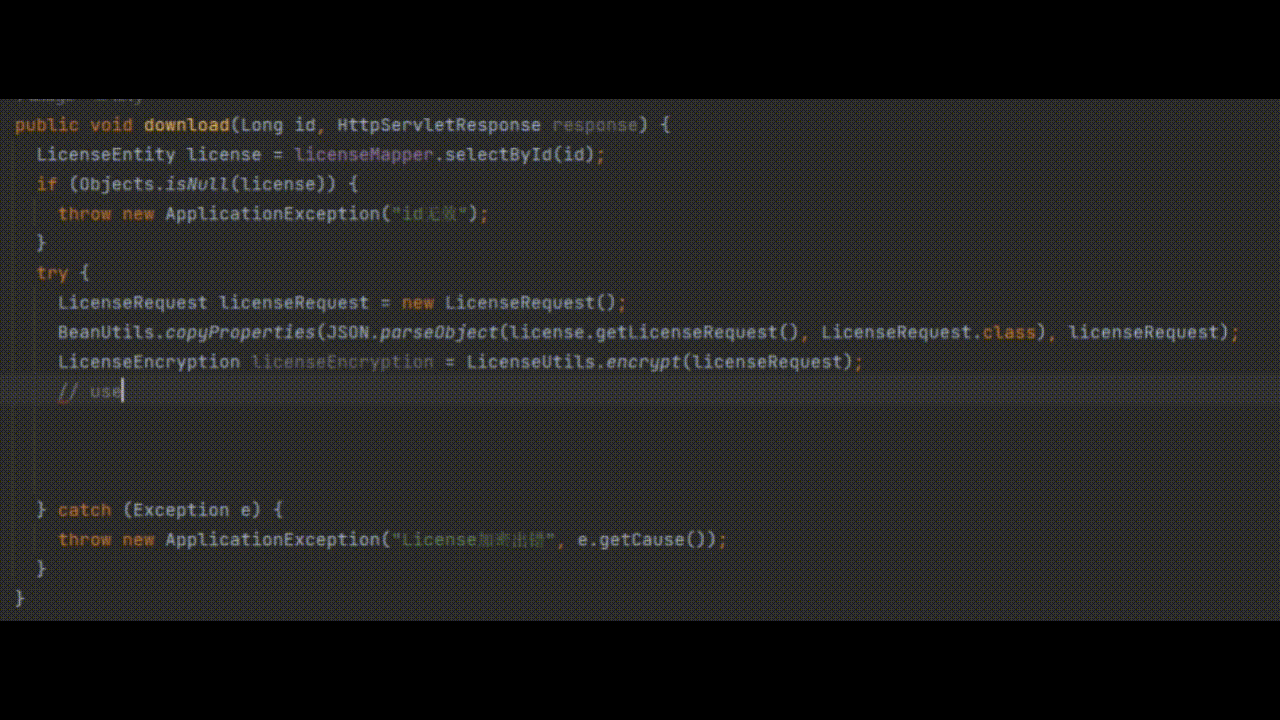 public void download(Long id, HttpServletResponse response) {
LicenseEntity license = licenseMapper.selectById(id);
if (Objects.isNull(license)) {
throw new ApplicationException("id无效");
}
try {
LicenseRequest licenseRequest = new LicenseRequest();
BeanUtils.copyProperties(JSON.parseObject(license.getLicenseRequest(), LicenseRequest.class), licenseRequest);
LicenseEncryption licenseEncryption = LicenseUtils.encrypt(licenseRequest);
// use
} catch (Exception e) {
throw new ApplicationException("License加密出错", e.getCause());
}
}